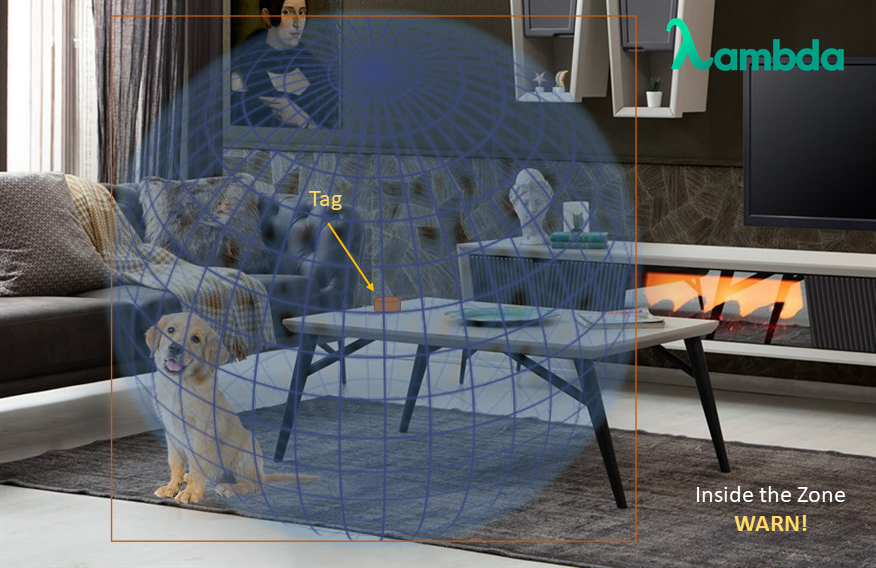 λambda
Tag
Inside the Zone
WARN!